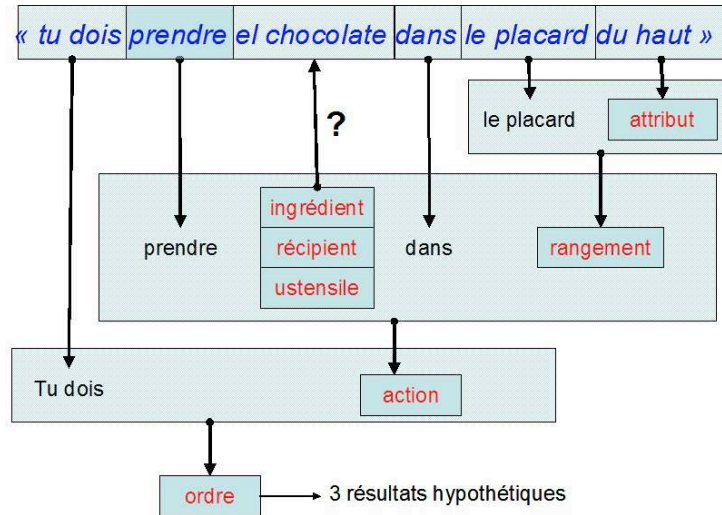 « tu dois prendre el chocolate dans le placard du haut »
?
le placard attribut
ingrédient
prendre récipient dans rangement
ustensile
Tu dois action
ordre 3 résultats hypothétiques